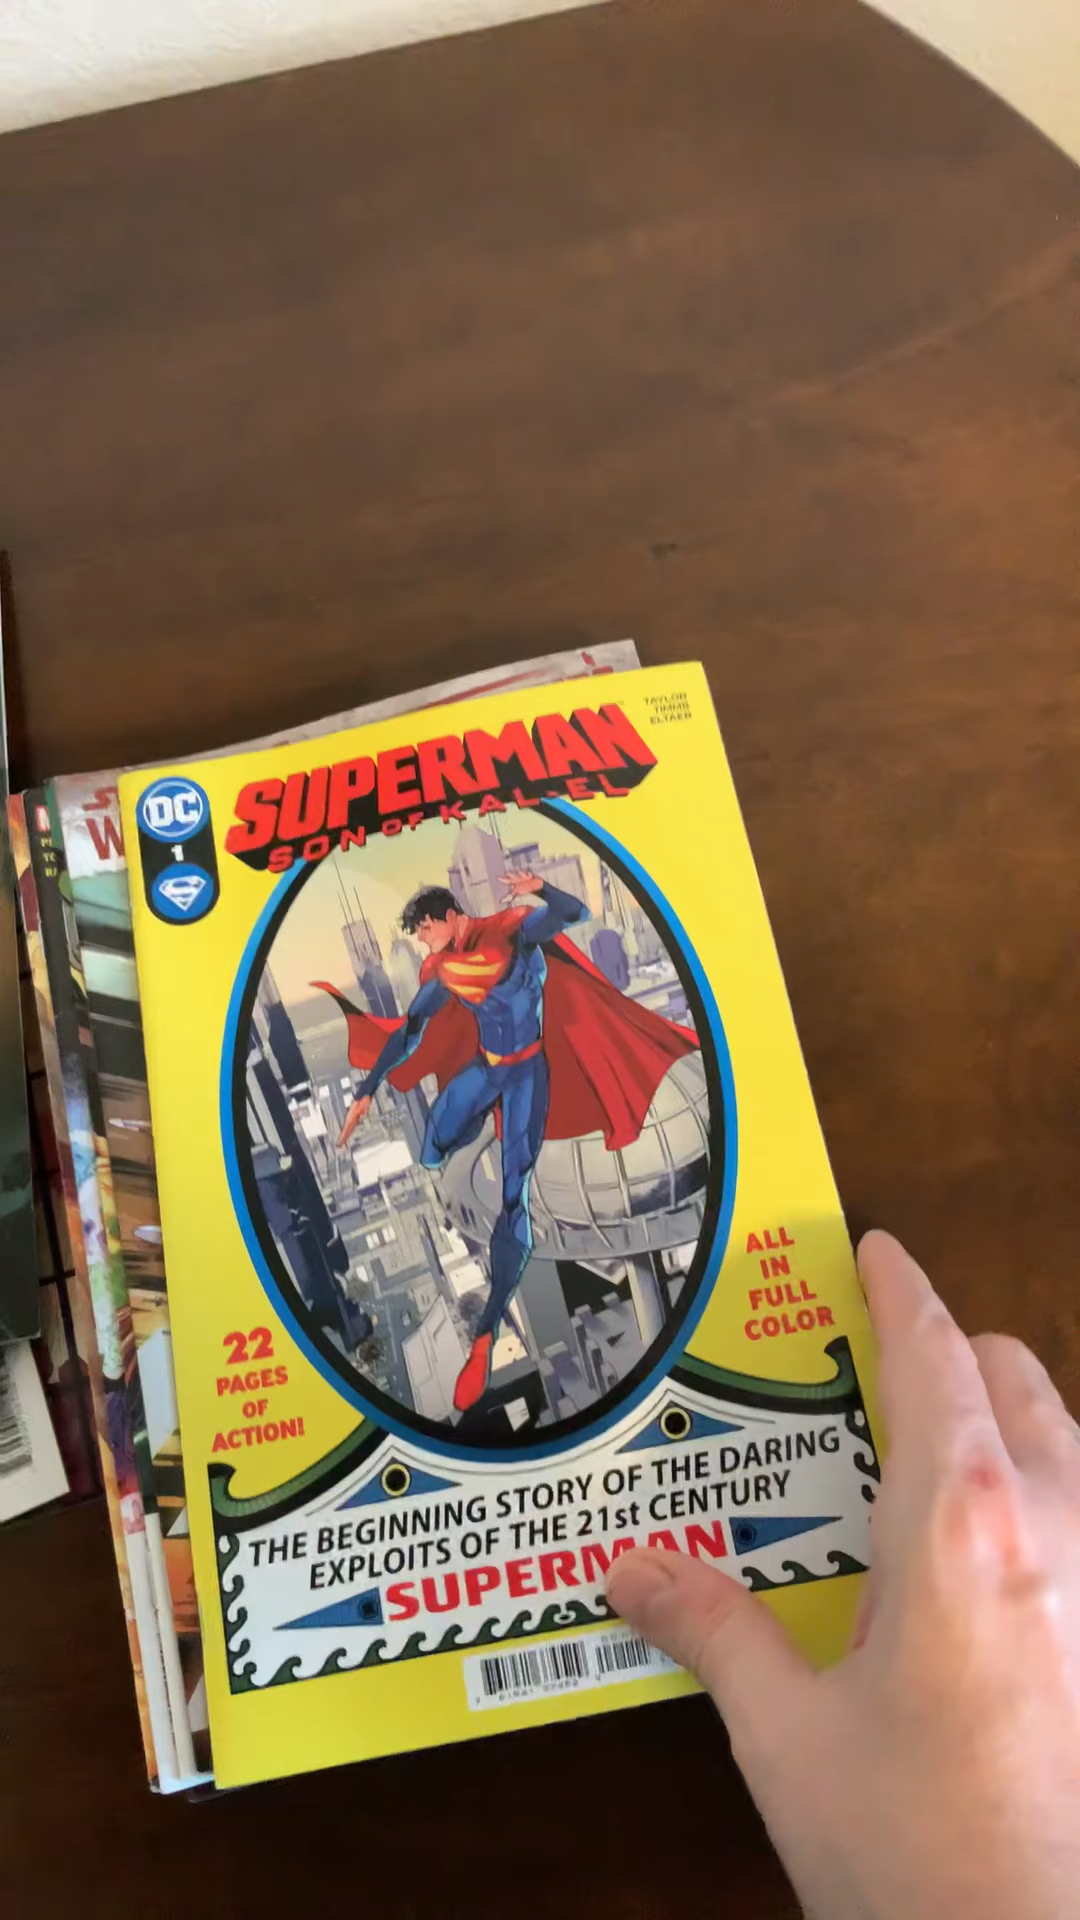 TAYLOR
TIMMS
ELTAEB
SUPERMAN
SON OF KAL-EL
DC
1
S
ALL
IN
FULL
COLOR
22
PAGES
OF
ACTION!
THE BEGINNING STORY OF THE DARING
EXPLOITS OF THE 21st CENTURY
SUPERMAN